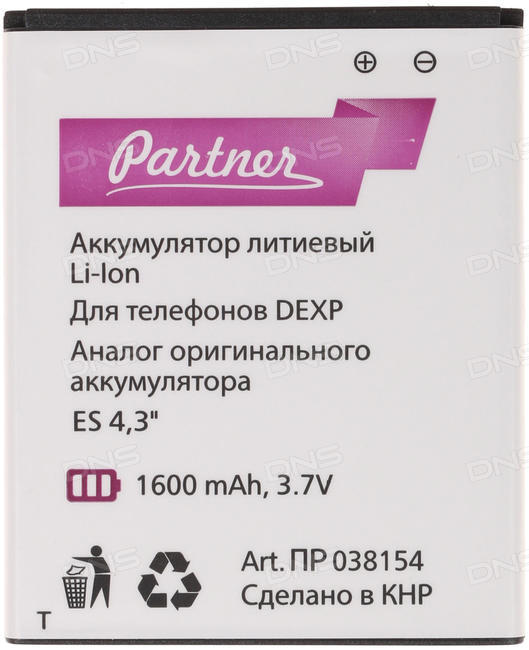 Partner
Аккумулятор литиевый
Li-Ion
Для телефонов DEXP
Аналог оригинального
аккумулятора
ES 4,3"
1600 mAh, 3.7V
Art. ПР 038154
Сделано в КНР
T
DNS